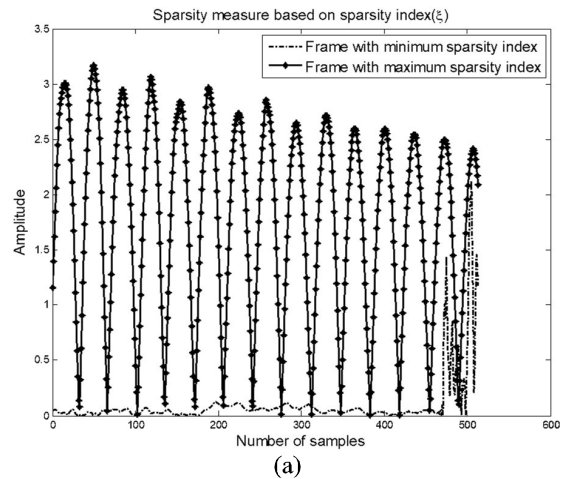 Sparsity measure based on sparsity index(ξ)
3.5
Frame with minimum sparsity index
Frame with maximum sparsity index
3
2.5
2
1.5
1
0.5
0
Amplitude
0 100 200 300 400 500 600
Number of samples
(a)